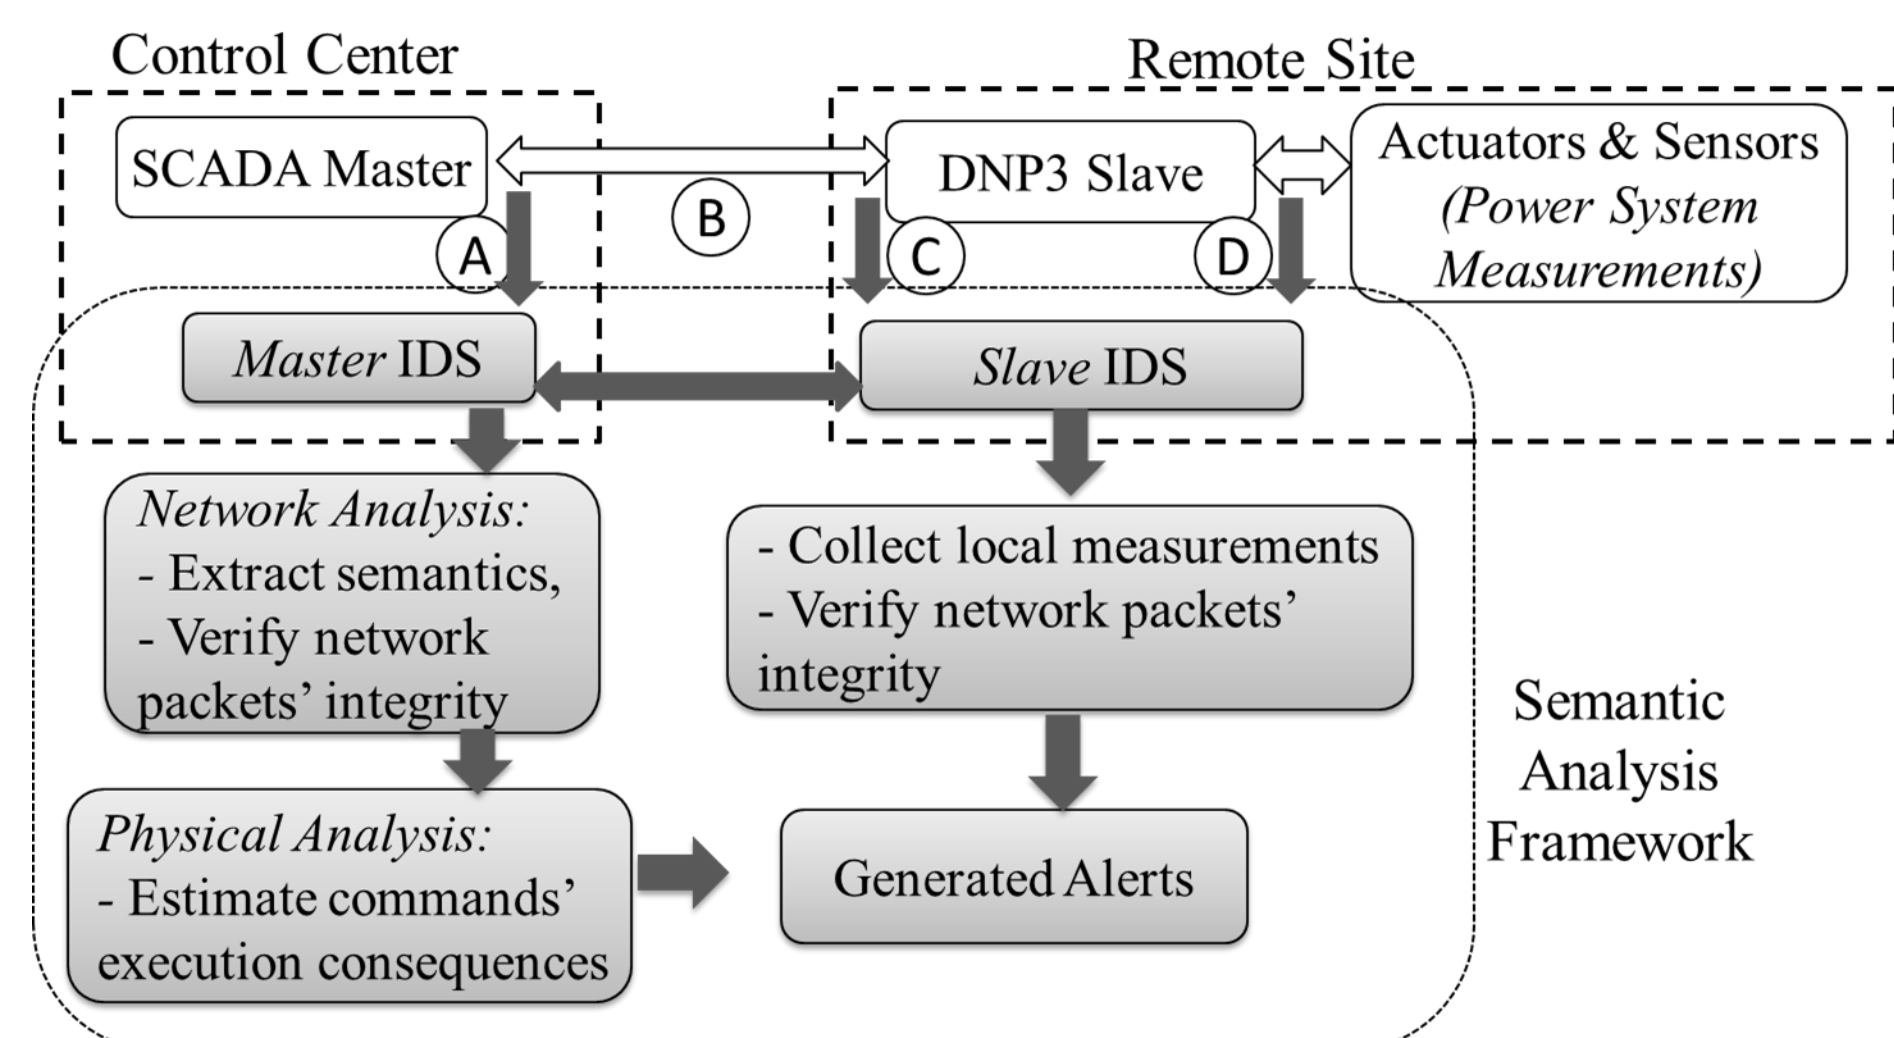 Control Center
Remote Site
SCADA Master
DNP3 Slave
Actuators & Sensors
(Power System
Measurements)
A
B
C
D
Master IDS
Slave IDS
Network Analysis:
- Extract semantics,
- Verify network
packets’ integrity
- Collect local measurements
- Verify network packets’
integrity
Physical Analysis:
- Estimate commands’
execution consequences
Generated Alerts
Semantic
Analysis
Framework